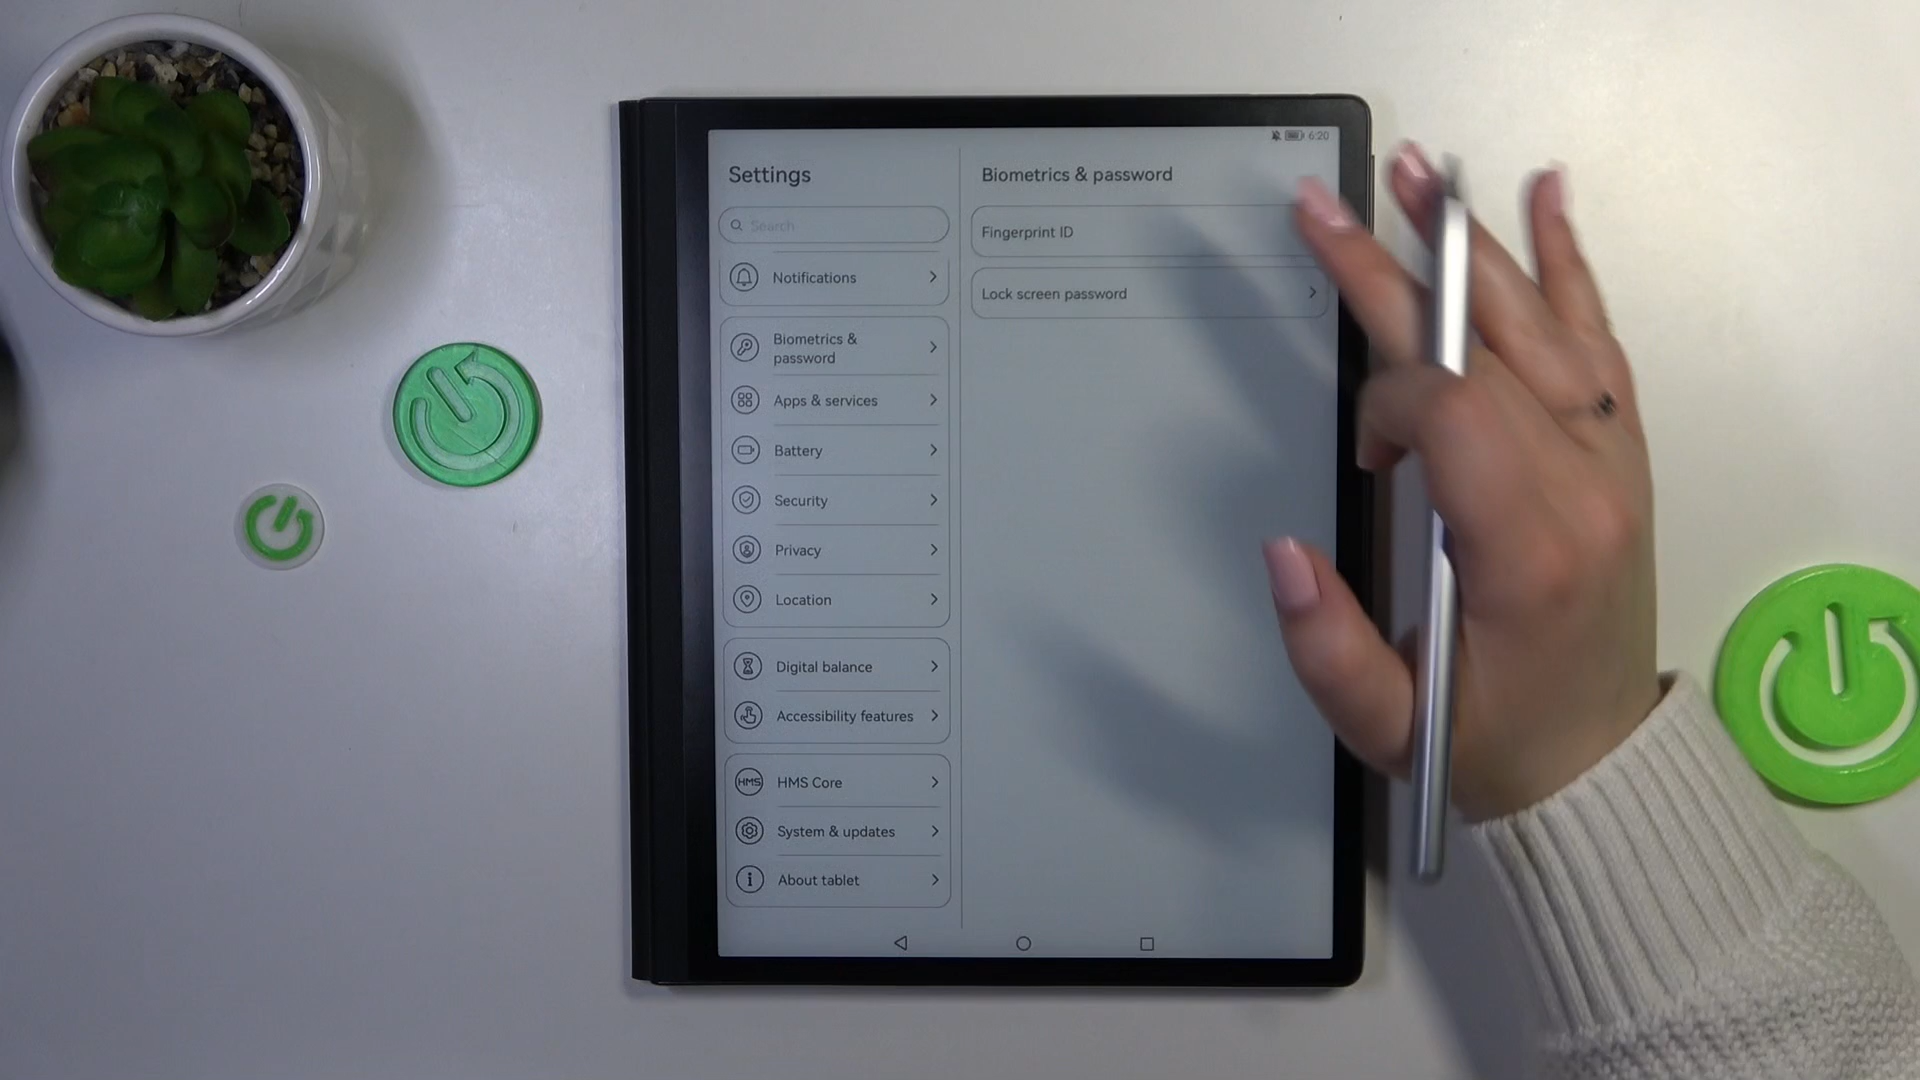 6:20
Settings
Search
Notifications
Biometrics &
password
Apps & services
Battery
Security
Privacy
Location
Digital balance
Accessibility features
HMS Core
HMS
System & updates
About tablet
Biometrics & password
Fingerprint ID
Lock screen password